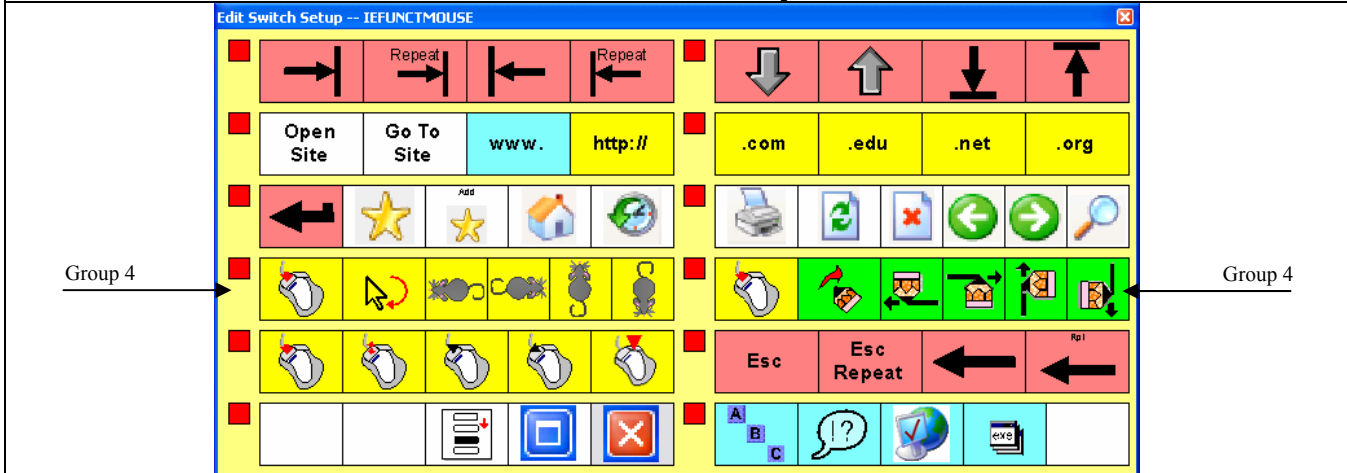 Edit Switch Setup -- IEFUNCTMOUSE
Repeat
Repeat
Open
Site
Go To
Site
www.
http://
.com
.edu
.net
.org
Add
Group 4
Group 4
Esc
Esc
Repeat
Rpt
A
B
C
!?
exe